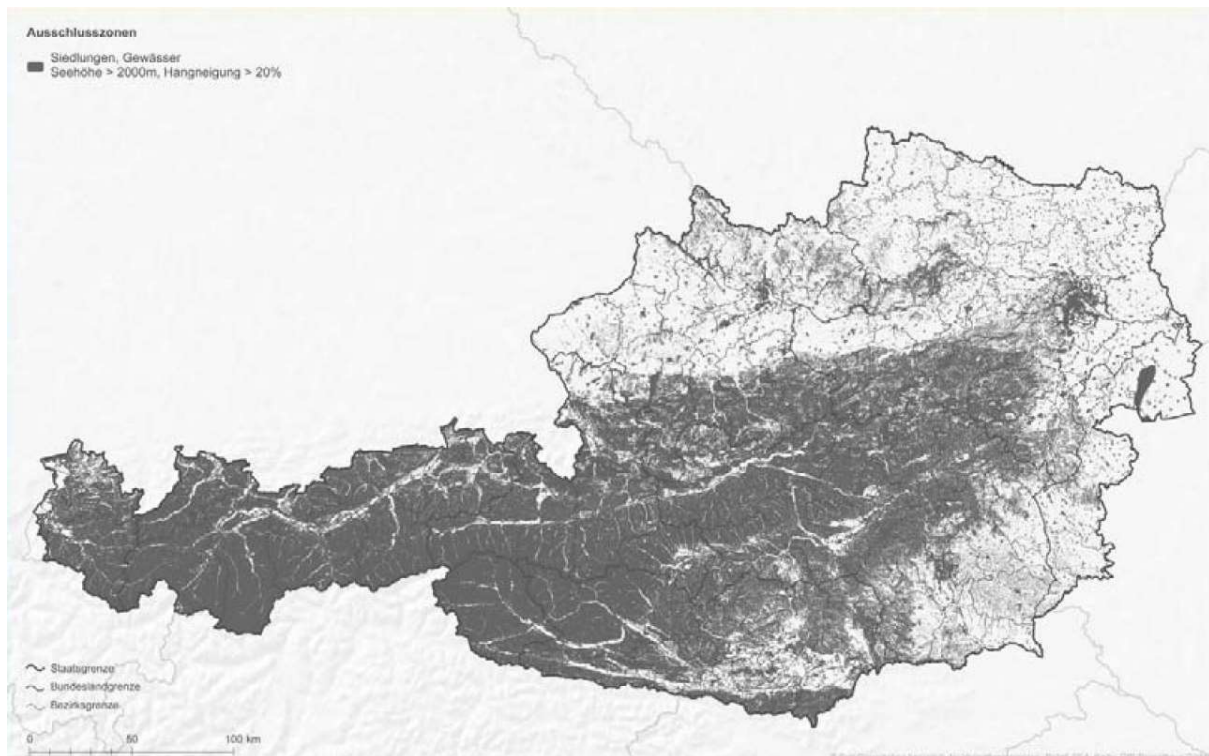 Ausschlusszonen
Siedlungen, Gewässer
Seehöhe > 2000m, Hangneigung > 20%
Staatsgrenze
Bundeslandgrenze
Bezirksgrenze
0 50 100 km